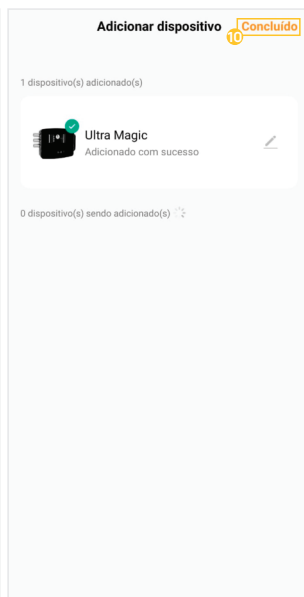 Adicionar dispositivo
Concluído
10
1 dispositivo(s) adicionado(s)
Ultra Magic
Adicionado com sucesso
0 dispositivo(s) sendo adicionado(s)